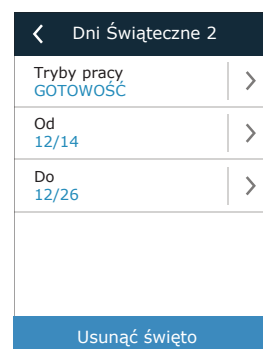 Dni Świąteczne 2
Tryby pracy
GOTOWOŚĆ
Od
12/14
Do
12/26
Usunąć święto